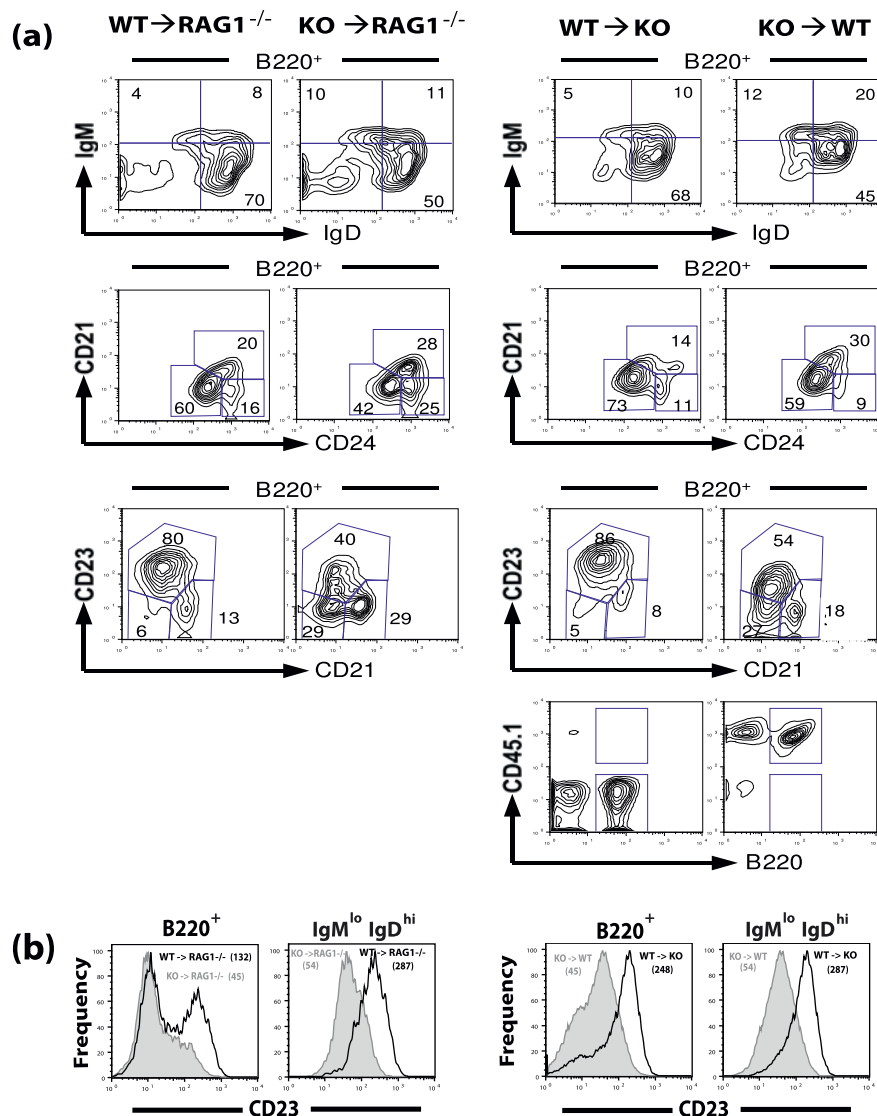 (a)
WT → RAG1 -/- KO → RAG1 -/- WT → KO KO → WT
B220+ B220+
IgM 4 8 70 10 11 50
IgM 5 10 68 12 20 45
IgD IgD
B220+ B220+
CD21 20 60 16 28 42 25
CD21 14 73 11 30 59 9
CD24 CD24
B220+ B220+
CD23 80 6 13 40 29 29
CD23 86 5 8 54 27 18
CD21 CD21
CD45.1
B220
(b)
B220+ IgMlo IgDhi B220+ IgMlo IgDhi
Frequency
WT -> RAG1-/- (132)
KO -> RAG1-/- (45)
KO ->RAG1-/-
(54)
WT -> RAG1-/-
(287)
Frequency
KO -> WT
(45)
WT -> KO
(248)
KO -> WT
(54)
WT -> KO
(287)
CD23 CD23